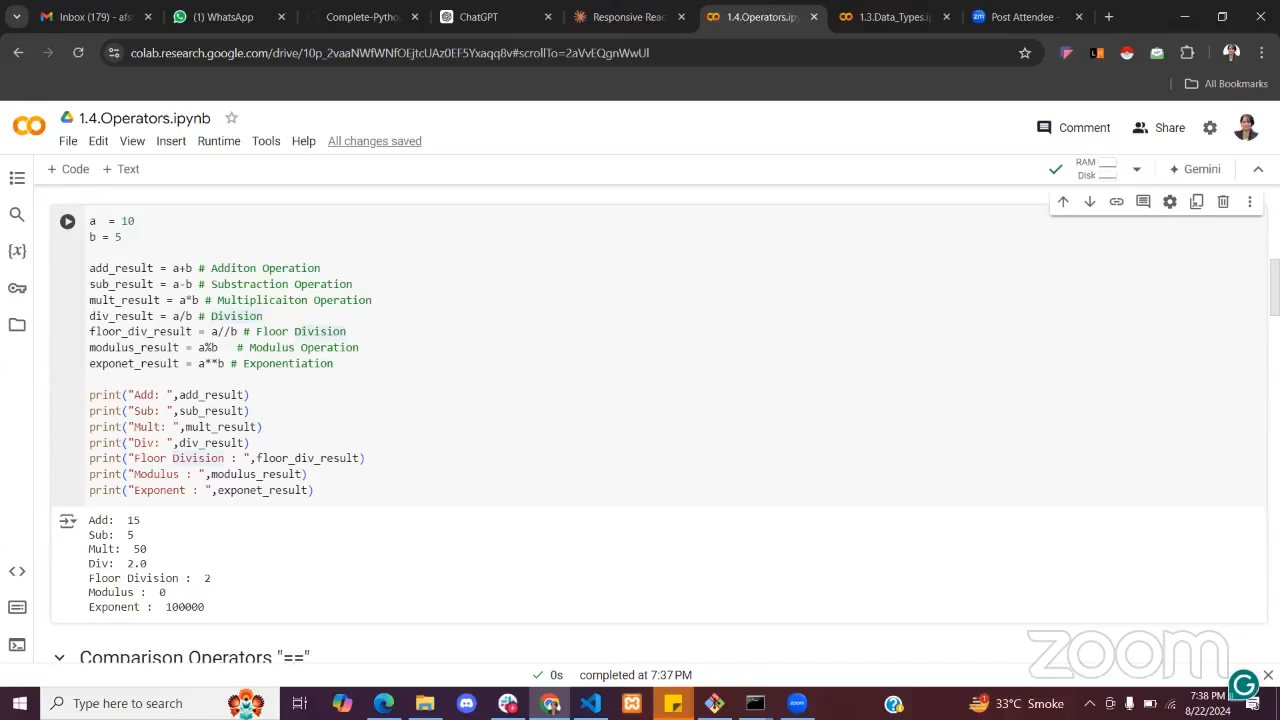 Inbox (179) - afs
(1) WhatsApp
Complete-Pytho
ChatGPT
Responsive Reac
1.4.Operators.ipyn
1.3.Data_Types.i
Post Attendee -
colab.research.google.com/drive/10p_2vaaNWfWNfOEjtcUAz0EF5Yxaqq8v#scrollTo=2aVvEQgnWwUl
All Bookmarks
1.4.Operators.ipynb
File Edit View Insert Runtime Tools Help All changes saved
Comment Share
+ Code + Text
RAM
Disk
Gemini
a  = 10
b = 5
add_result = a+b # Additon Operation
sub_result = a-b # Substraction Operation
mult_result = a*b # Multiplicaiton Operation
div_result = a/b # Division
floor_div_result = a//b # Floor Division
modulus_result = a%b   # Modulus Operation
exponet_result = a**b # Exponentiation
print("Add: ",add_result)
print("Sub: ",sub_result)
print("Mult: ",mult_result)
print("Div: ",div_result)
print("Floor Division : ",floor_div_result)
print("Modulus : ",modulus_result)
print("Exponent : ",exponet_result)
Add:  15
Sub:  5
Mult:  50
Div:  2.0
Floor Division :  2
Modulus :  0
Exponent :  100000
Comparison Operators "=="
zoom
0s completed at 7:37 PM
Type here to search
33°C Smoke
7:38 PM
8/22/2024